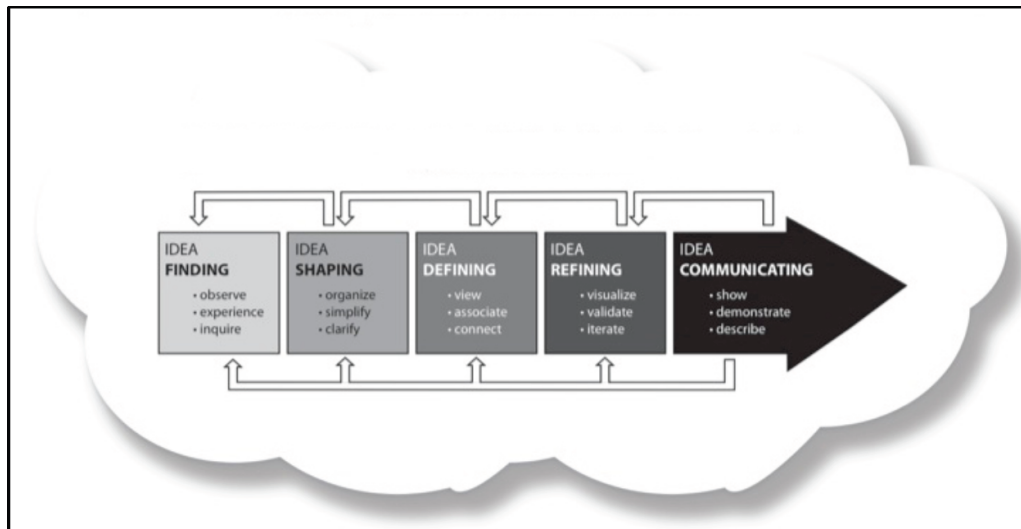 IDEA
FINDING
• observe
• experience
• inquire
IDEA
SHAPING
• organize
• simplify
• clarify
IDEA
DEFINING
• view
• associate
• connect
IDEA
REFINING
• visualize
• validate
• iterate
IDEA
COMMUNICATING
• show
• demonstrate
• describe